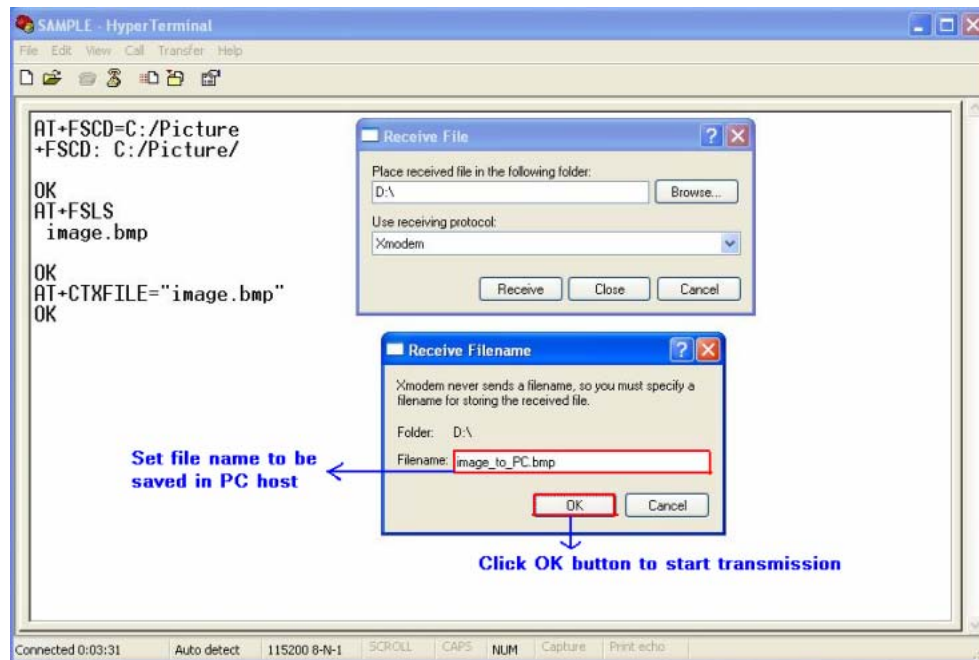 SAMPLE - HyperTerminal
File Edit View Call Transfer Help
AT+FSCD=C:/Picture
+FSCD: C:/Picture/
OK
AT+FSLS
image.bmp
OK
AT+CTXFILE="image.bmp"
OK
Receive File
Place received file in the following folder:
D:\
Browse...
Use receiving protocol:
Xmodem
Receive Close Cancel
Receive Filename
Xmodem never sends a filename, so you must specify a
filename for storing the received file.
Folder: D:\
Filename: image_to_PC.bmp
OK Cancel
Set file name to be
saved in PC host
Click OK button to start transmission
Connected 0:03:31 Auto detect 115200 8-N-1 SCROLL CAPS NUM Capture Print echo